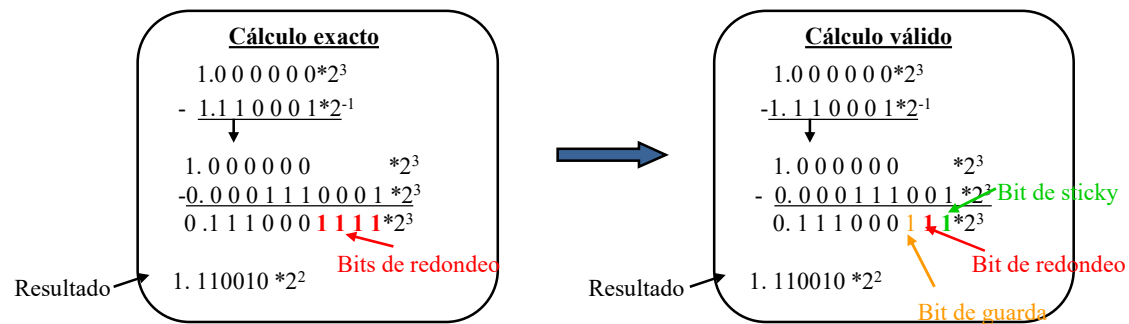 Cálculo exacto
1.0 0 0 0 0 0*2³
- 1.1 1 0 0 0 1*2⁻¹
1. 0 0 0 0 0 0 *2³
-0. 0 0 0 1 1 1 0 0 0 1 *2³
0 .1 1 1 0 0 0 1 1 1 1*2³
Bits de redondeo
Resultado
1. 110010 *2²
Cálculo válido
1.0 0 0 0 0 0*2³
-1. 1 1 0 0 0 1*2⁻¹
1. 0 0 0 0 0 0 *2³
- 0. 0 0 0 1 1 1 0 0 1 *2³
Bit de sticky
0. 1 1 1 0 0 0 1 1 1*2³
Bit de redondeo
Resultado
1. 110010 *2²
Bit de guarda